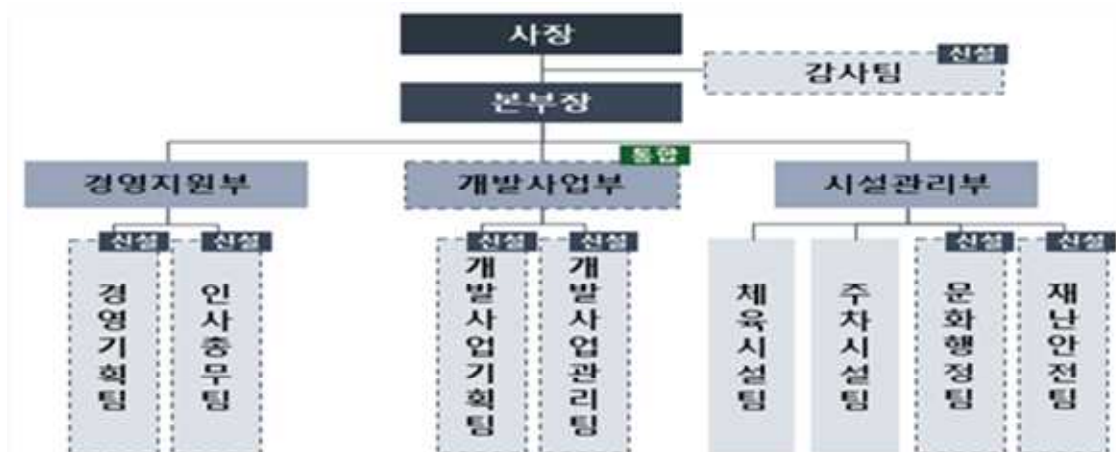 사장
신설
감사팀
본부장
통합
경영지원부
개발사업부
시설관리부
신설
신설
신설
신설
신설
신설
경영기획팀
인사총무팀
개발사업기획팀
개발사업관리팀
체육시설팀
주차시설팀
문화행정팀
재난안전팀